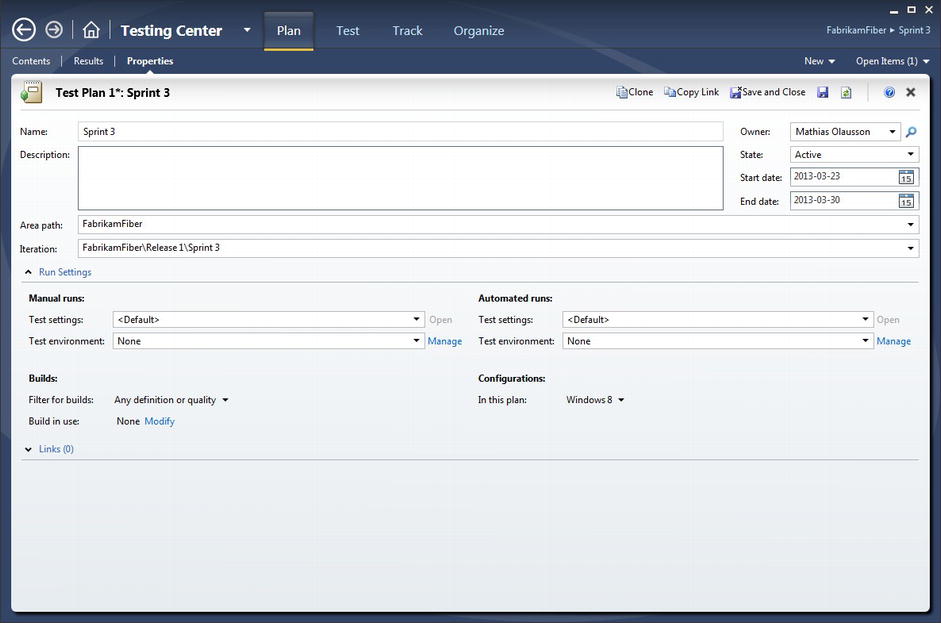 Testing Center
Plan
Test
Track
Organize
FabrikamFiber ▸ Sprint 3
Contents
Results
Properties
New
Open Items (1)
Test Plan 1*: Sprint 3
Clone
Copy Link
Save and Close
Name:
Sprint 3
Owner:
Mathias Olausson
Description:
State:
Active
Start date:
2013-03-23
15
End date:
2013-03-30
15
Area path:
FabrikamFiber
Iteration:
FabrikamFiber\Release 1\Sprint 3
Run Settings
Manual runs:
Automated runs:
Test settings:
<Default>
Open
Test settings:
<Default>
Open
Test environment:
None
Manage
Test environment:
None
Manage
Builds:
Configurations:
Filter for builds:
Any definition or quality
In this plan:
Windows 8
Build in use:
None
Modify
Links (0)